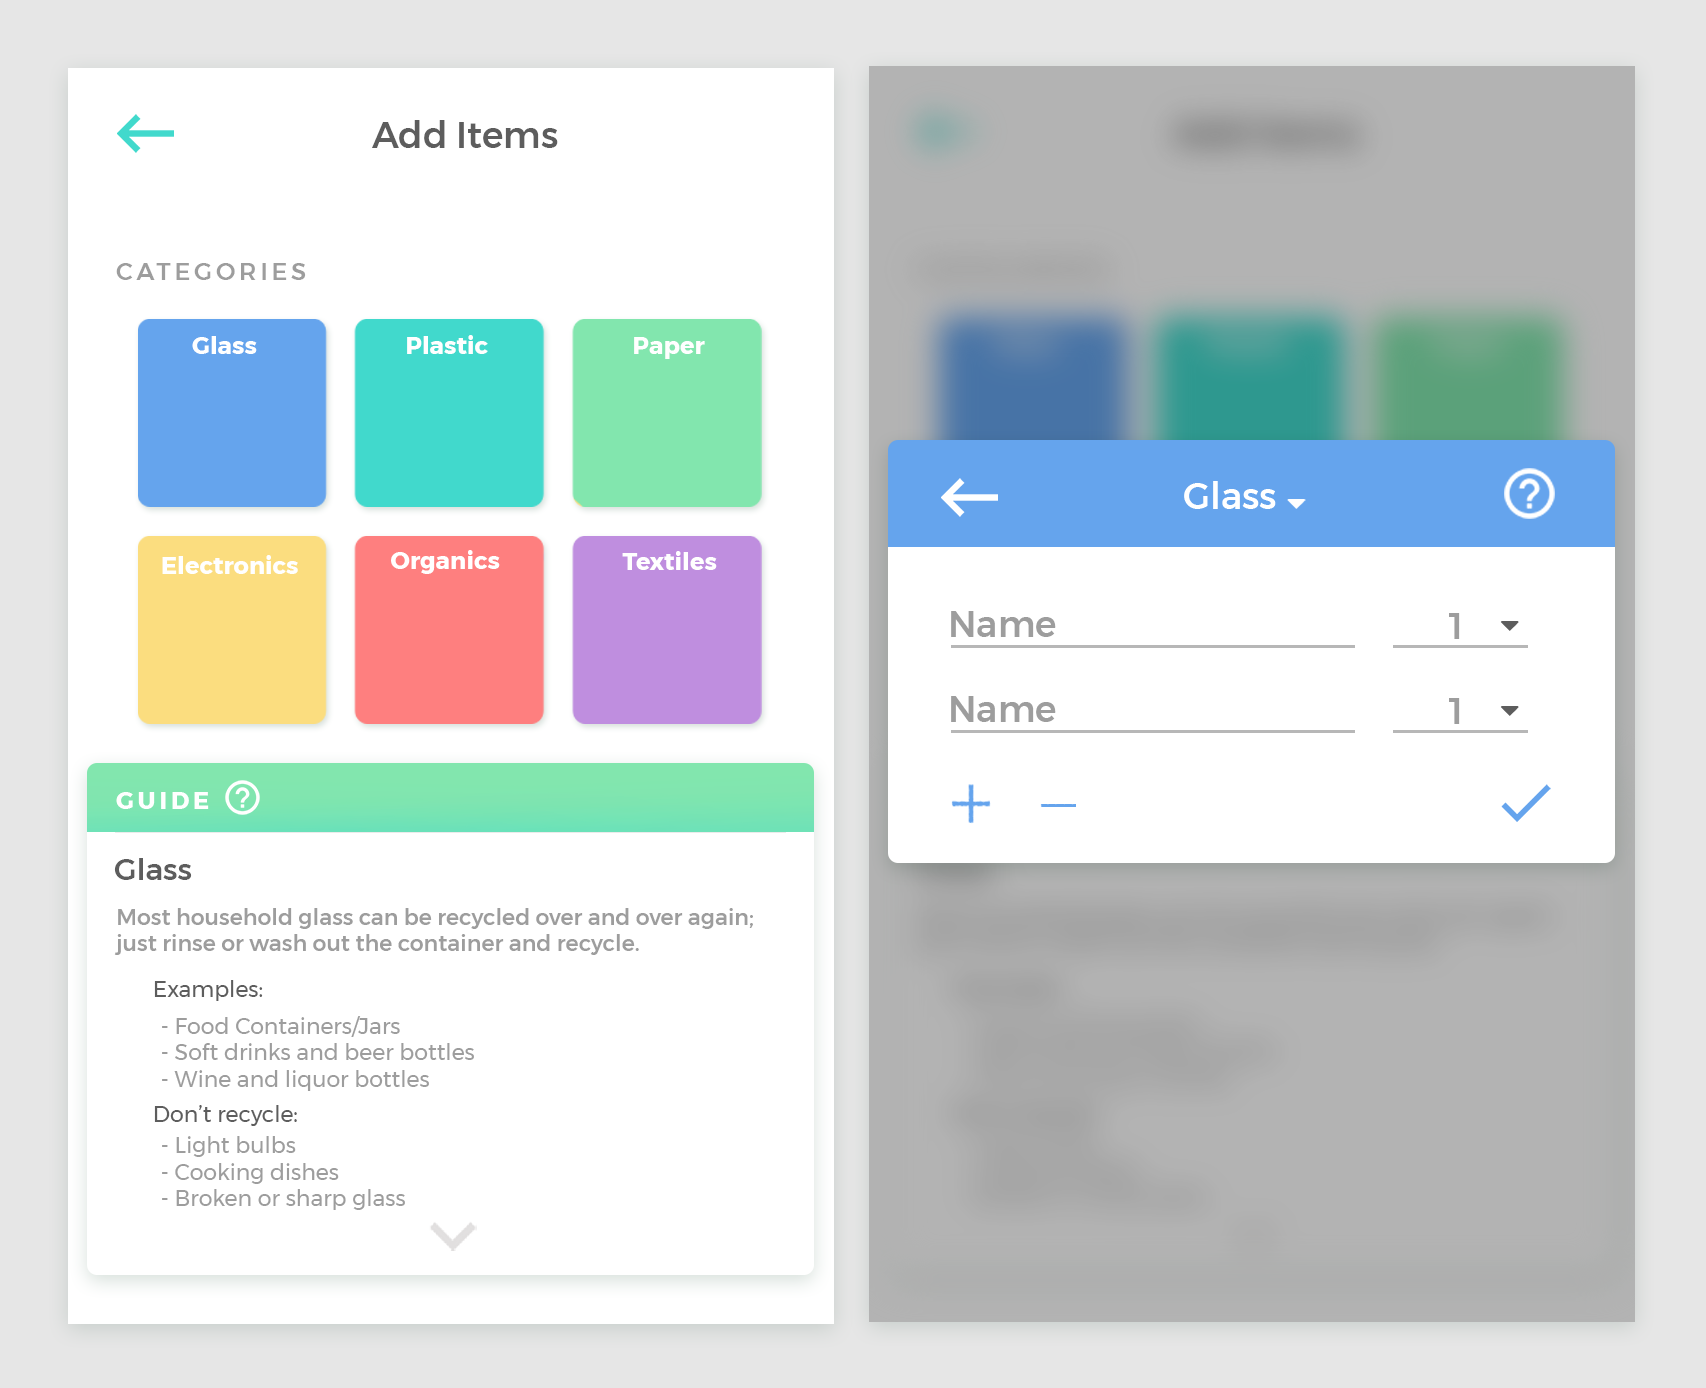 Add Items
CATEGORIES
Glass
Plastic
Paper
Electronics
Organics
Textiles
GUIDE ?
Glass
Most household glass can be recycled over and over again;
just rinse or wash out the container and recycle.
Examples:
- Food Containers/Jars
- Soft drinks and beer bottles
- Wine and liquor bottles
Don’t recycle:
- Light bulbs
- Cooking dishes
- Broken or sharp glass
Glass
?
Name 1
Name 1